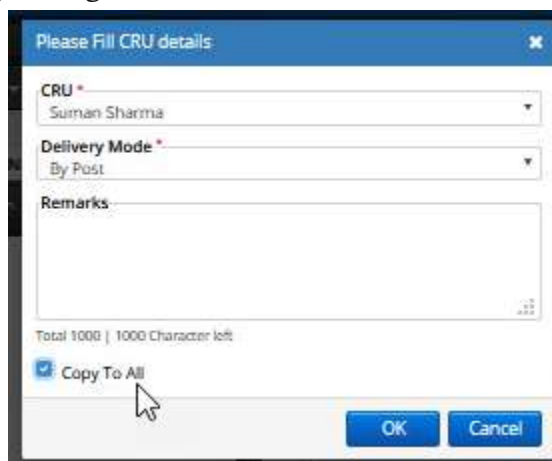 Please Fill CRU details
CRU *
Suman Sharma
Delivery Mode *
By Post
Remarks
Total 1000 | 1000 Character left
Copy To All
OK Cancel